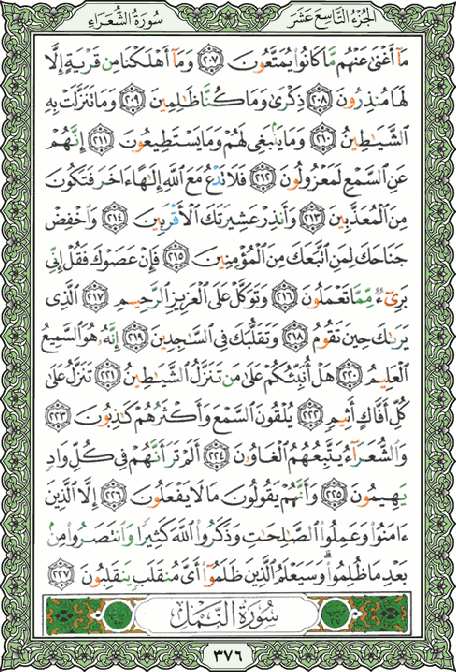 الجزء التاسع عشر
سورة الشعراء
مَآ أَغْنَىٰ عَنْهُم مَّا كَانُوا۟ يُمَتَّعُونَ ٢٠٧ وَمَآ أَهْلَكْنَا مِن قَرْيَةٍ إِلَّا
لَهَا مُنذِرُونَ ٢٠٨ ذِكْرَىٰ وَمَا كُنَّا ظَٰلِمِينَ ٢٠٩ وَمَا تَنَزَّلَتْ بِهِ
ٱلشَّيَٰطِينُ ٢١٠ وَمَا يَنۢبَغِى لَهُمْ وَمَا يَسْتَطِيعُونَ ٢١١ إِنَّهُمْ
عَنِ ٱلسَّمْعِ لَمَعْزُولُونَ ٢١٢ فَلَا تَدْعُ مَعَ ٱللَّهِ إِلَٰهًا ءَاخَرَ فَتَكُونَ
مِنَ ٱلْمُعَذَّبِينَ ٢١٣ وَأَنذِرْ عَشِيرَتَكَ ٱلْأَقْرَبِينَ ٢١٤ وَٱخْفِضْ
جَنَاحَكَ لِمَنِ ٱتَّبَعَكَ مِنَ ٱلْمُؤْمِنِينَ ٢١٥ فَإِنْ عَصَوْكَ فَقُلْ إِنِّى
بَرِىٓءٌ مِّمَّا تَعْمَلُونَ ٢١٦ وَتَوَكَّلْ عَلَى ٱلْعَزِيزِ ٱلرَّحِيمِ ٢١٧ ٱلَّذِى
يَرَىٰكَ حِينَ تَقُومُ ٢١٨ وَتَقَلُّبَكَ فِى ٱلسَّٰجِدِينَ ٢١٩ إِنَّهُۥ هُوَ ٱلسَّمِيعُ
ٱلْعَلِيمُ ٢٢٠ هَلْ أُنَبِّئُكُمْ عَلَىٰ مَن تَنَزَّلُ ٱلشَّيَٰطِينُ ٢٢١ تَنَزَّلُ عَلَىٰ
كُلِّ أَفَّاكٍ أَثِيمٍ ٢٢٢ يُلْقُونَ ٱلسَّمْعَ وَأَكْثَرُهُمْ كَٰذِبُونَ ٢٢٣
وَٱلشُّعَرَآءُ يَتَّبِعُهُمُ ٱلْغَاوُۥنَ ٢٢٤ أَلَمْ تَرَ أَنَّهُمْ فِى كُلِّ وَادٍ
يَهِيمُونَ ٢٢٥ وَأَنَّهُمْ يَقُولُونَ مَا لَا يَفْعَلُونَ ٢٢٦ إِلَّا ٱلَّذِينَ
ءَامَنُوا۟ وَعَمِلُوا۟ ٱلصَّٰلِحَٰتِ وَذَكَرُوا۟ ٱللَّهَ كَثِيرًا وَٱنتَصَرُوا۟ مِنۢ
بَعْدِ مَا ظُلِمُوا۟ ۗ وَسَيَعْلَمُ ٱلَّذِينَ ظَلَمُوٓا۟ أَىَّ مُنقَلَبٍ يَنقَلِبُونَ ٢٢٧
سُورَةُ النَّمْلِ
٣٧٦